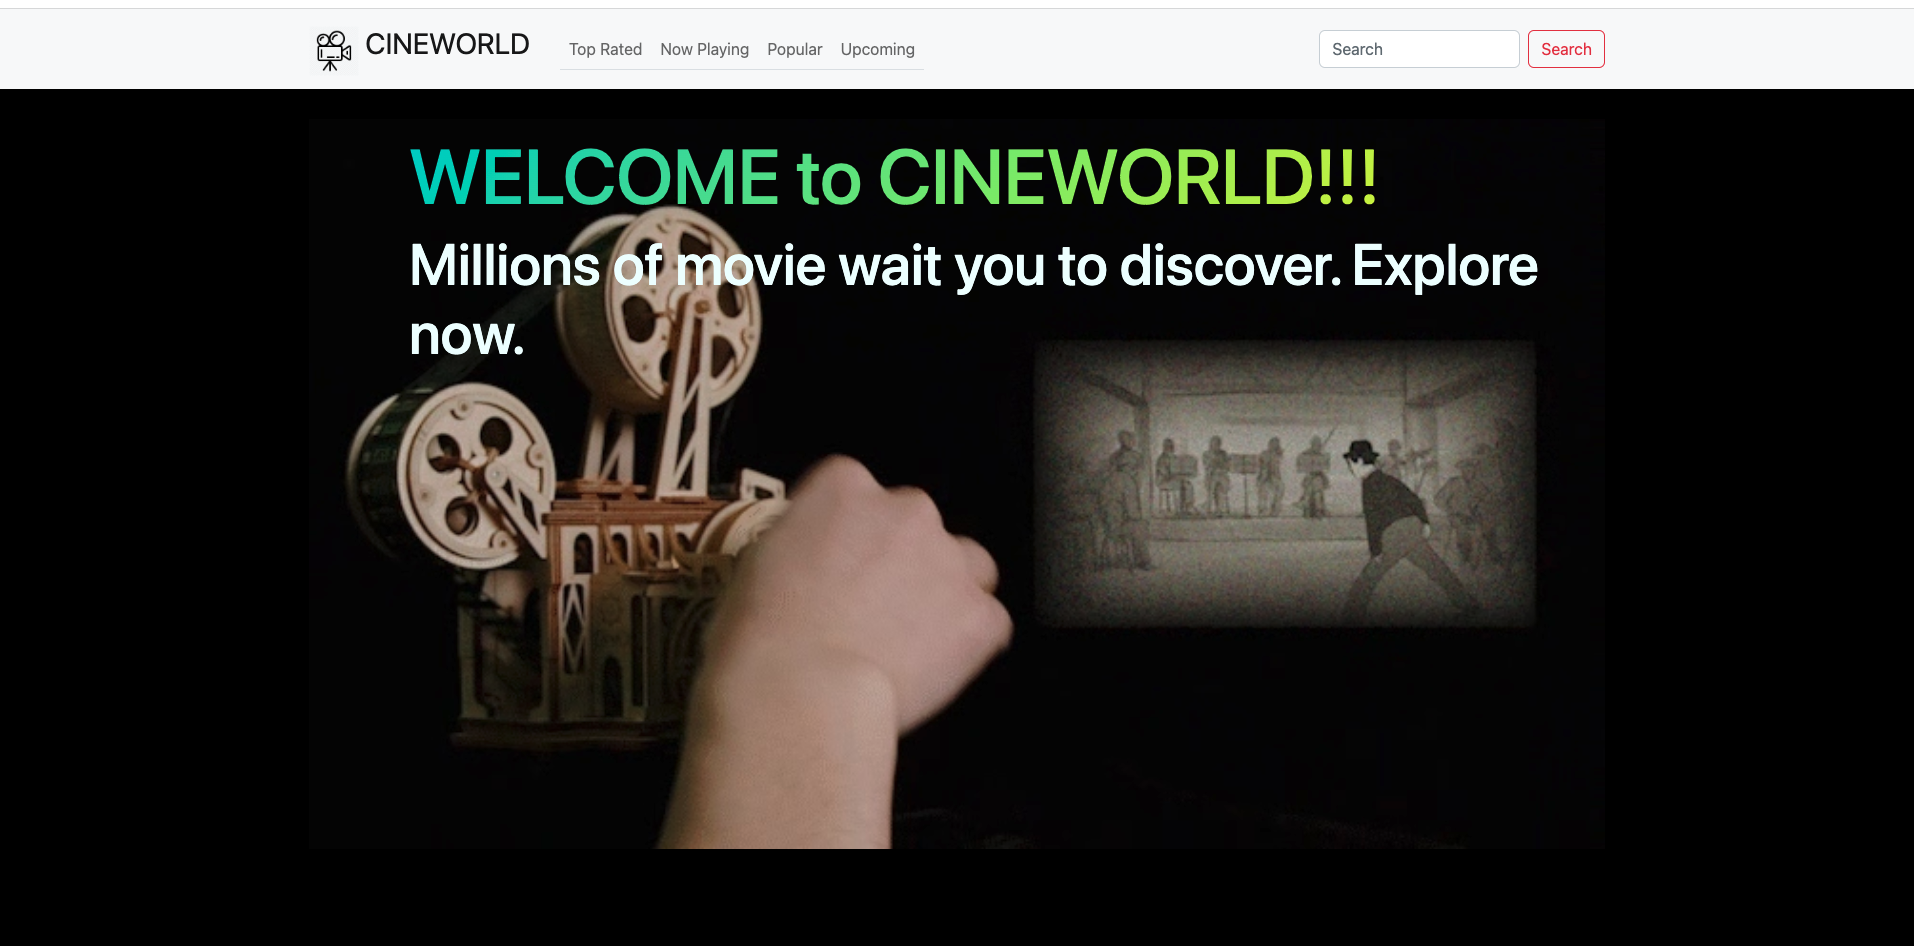 CINEWORLD
Top Rated Now Playing Popular Upcoming
Search Search
WELCOME to CINEWORLD!!!
Millions of movie wait you to discover. Explore
now.